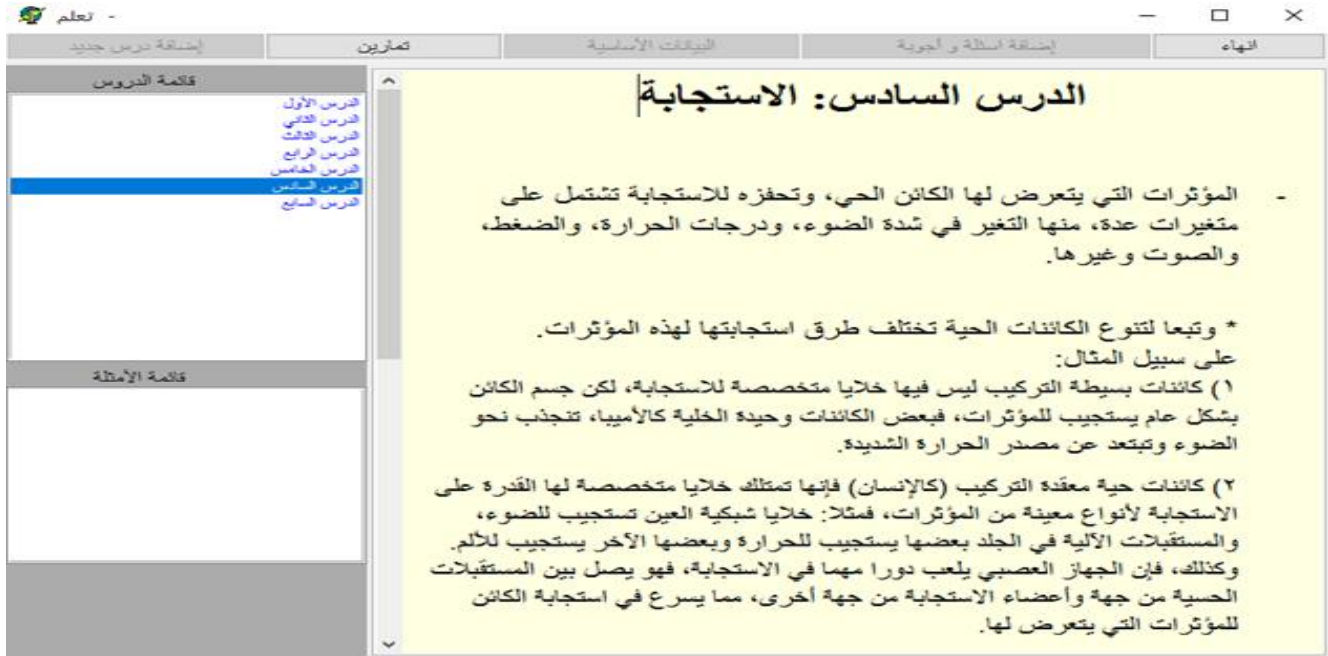 تعلم -
إضافة درس جديد
تمارين
البيانات الأساسية
إضافة اسئلة و أجوبة
انهاء
قائمة الدروس
الدرس الأول
الدرس الثاني
الدرس الثالث
الدرس الرابع
الدرس الخامس
الدرس السادس
الدرس السابع
قائمة الأمثلة
الدرس السادس: الاستجابة
- المؤثرات التي يتعرض لها الكائن الحي، وتحفزه للاستجابة تشتمل على
متغيرات عدة، منها التغير في شدة الضوء، ودرجات الحرارة، والضغط،
والصوت وغيرها.
* وتبعا لتنوع الكائنات الحية تختلف طرق استجابتها لهذه المؤثرات.
على سبيل المثال:
١) كائنات بسيطة التركيب ليس فيها خلايا متخصصة للاستجابة، لكن جسم الكائن
بشكل عام يستجيب للمؤثرات، فبعض الكائنات وحيدة الخلية كالأميبا، تنجذب نحو
الضوء وتبتعد عن مصدر الحرارة الشديدة.
٢) كائنات حية معقدة التركيب (كالإنسان) فإنها تمتلك خلايا متخصصة لها القدرة على
الاستجابة لأنواع معينة من المؤثرات، فمثلا: خلايا شبكية العين تستجيب للضوء،
والمستقبلات الآلية في الجلد بعضها يستجيب للحرارة وبعضها الآخر يستجيب للألم.
وكذلك، فإن الجهاز العصبي يلعب دورا مهما في الاستجابة، فهو يصل بين المستقبلات
الحسية من جهة وأعضاء الاستجابة من جهة أخرى، مما يسرع في استجابة الكائن
للمؤثرات التي يتعرض لها.